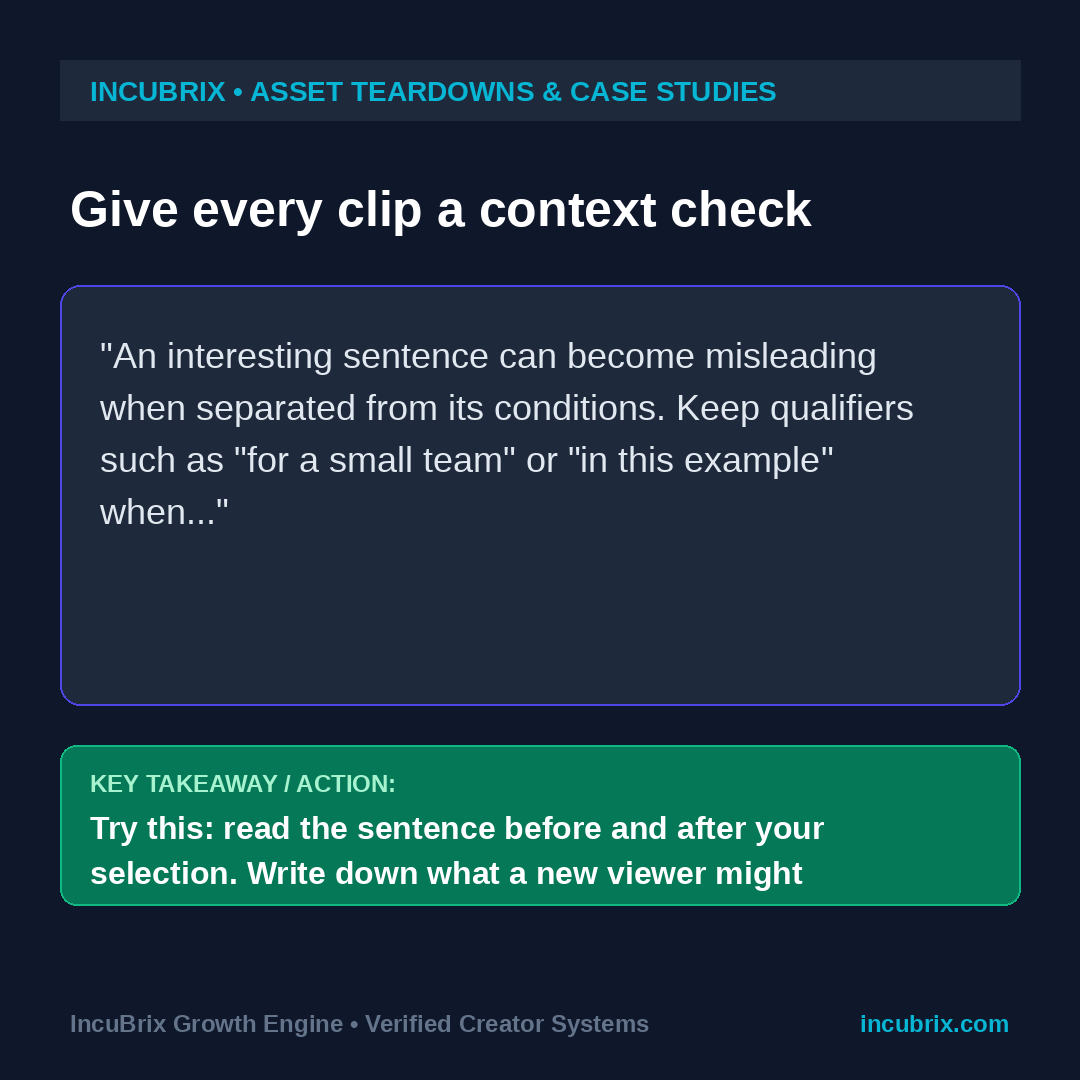 INCUBRIX • ASSET TEARDOWNS & CASE STUDIES
Give every clip a context check
"An interesting sentence can become misleading
when separated from its conditions. Keep qualifiers
such as "for a small team" or "in this example"
when..."
KEY TAKEAWAY / ACTION:
Try this: read the sentence before and after your
selection. Write down what a new viewer might
IncuBrix Growth Engine • Verified Creator Systems
incubrix.com